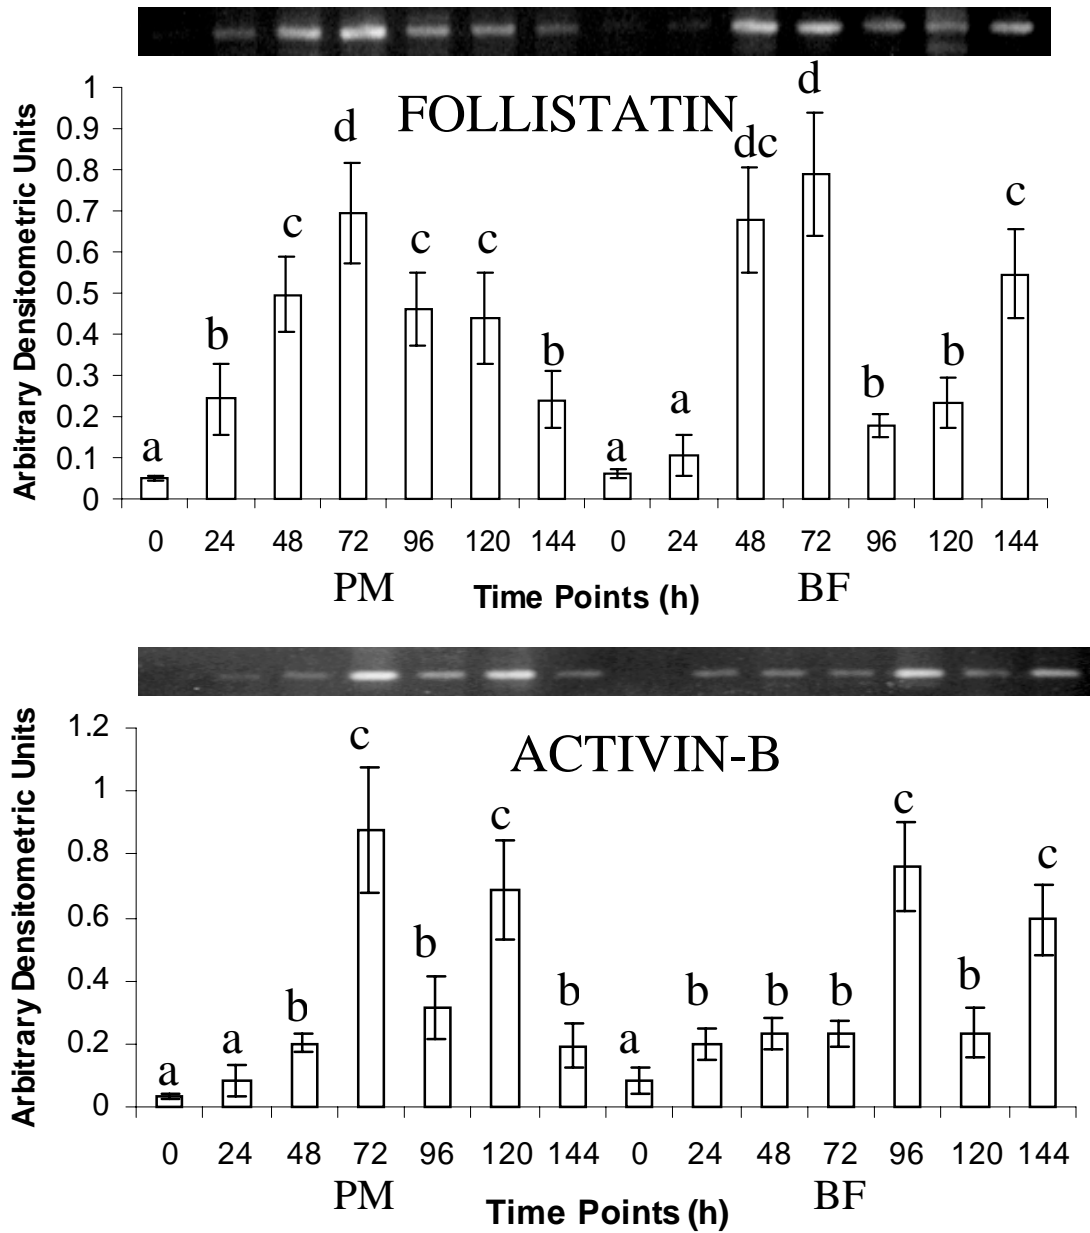 FOLLISTATIN
Arbitrary Densitometric Units
1
0.9
0.8
0.7
0.6
0.5
0.4
0.3
0.2
0.1
0
a b c d c c b a a dc d b b c
0 24 48 72 96 120 144 0 24 48 72 96 120 144
PM Time Points (h) BF
ACTIVIN-B
Arbitrary Densitometric Units
1.2
1
0.8
0.6
0.4
0.2
0
a a b c b c b a b b b c b c
0 24 48 72 96 120 144 0 24 48 72 96 120 144
PM Time Points (h) BF